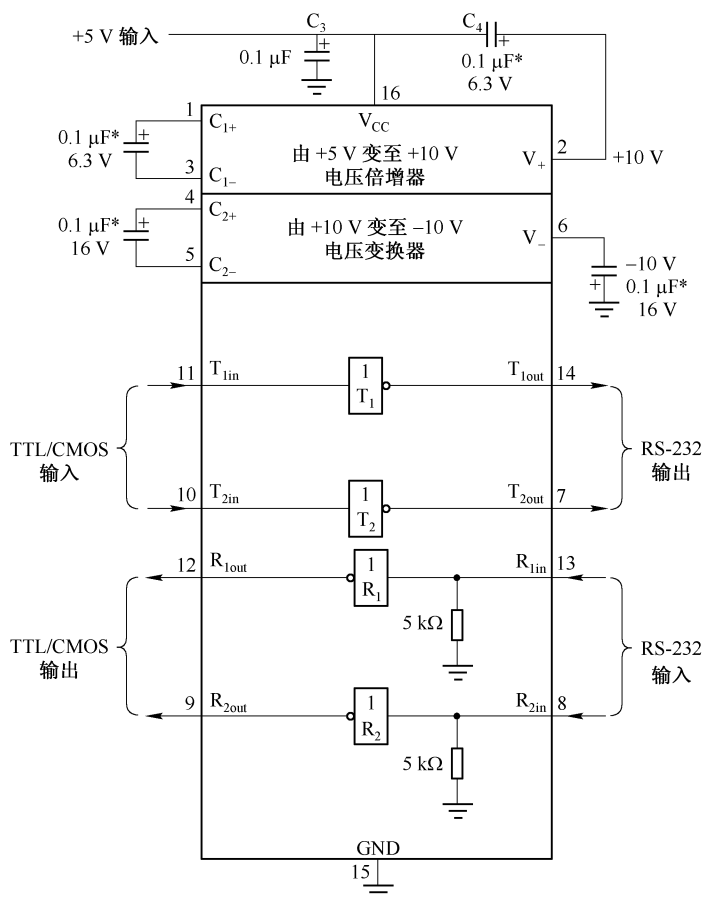 C3
C4
+5 V 输入
+
0.1 μF
+
0.1 μF*
6.3 V
16
VCC
1
C1+
0.1 μF*
6.3 V
+
3
C1−
由 +5 V 变至 +10 V
电压倍增器
V+
2
+10 V
4
C2+
0.1 μF*
16 V
+
5
C2−
由 +10 V 变至 −10 V
电压变换器
V−
6
−10 V
+
0.1 μF*
16 V
11
T1in
1
T1
T1out
14
TTL/CMOS
输入
RS-232
输出
10
T2in
1
T2
T2out
7
12
R1out
1
R1
R1in
13
5 kΩ
TTL/CMOS
输出
RS-232
输入
9
R2out
1
R2
R2in
8
5 kΩ
GND
15